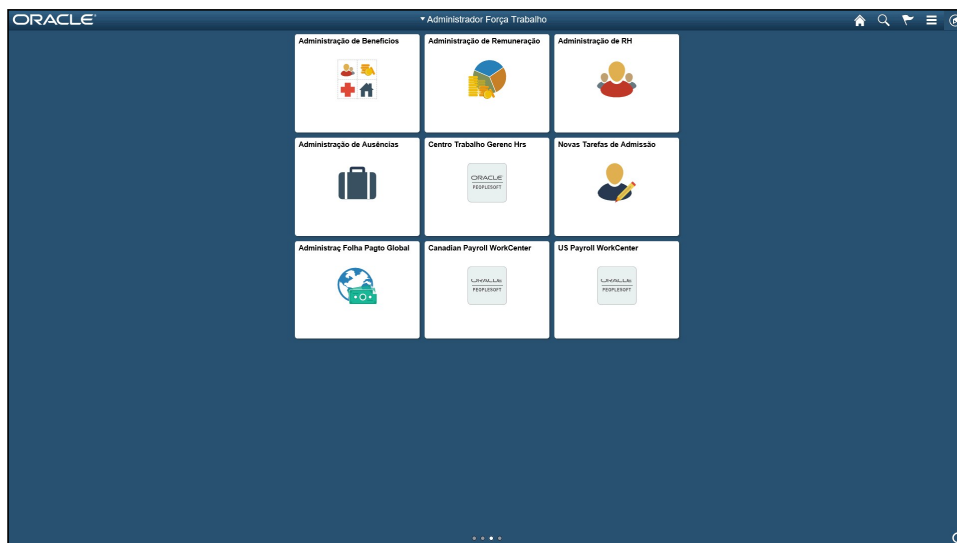 ORACLE
Administrador Força Trabalho
Administração de Benefícios
Administração de Remuneração
Administração de RH
Administração de Ausências
Centro Trabalho Gerenc Hrs
ORACLE
PEOPLESOFT
Novas Tarefas de Admissão
Administraç Folha Pagto Global
Canadian Payroll WorkCenter
ORACLE
PEOPLESOFT
US Payroll WorkCenter
ORACLE
PEOPLESOFT